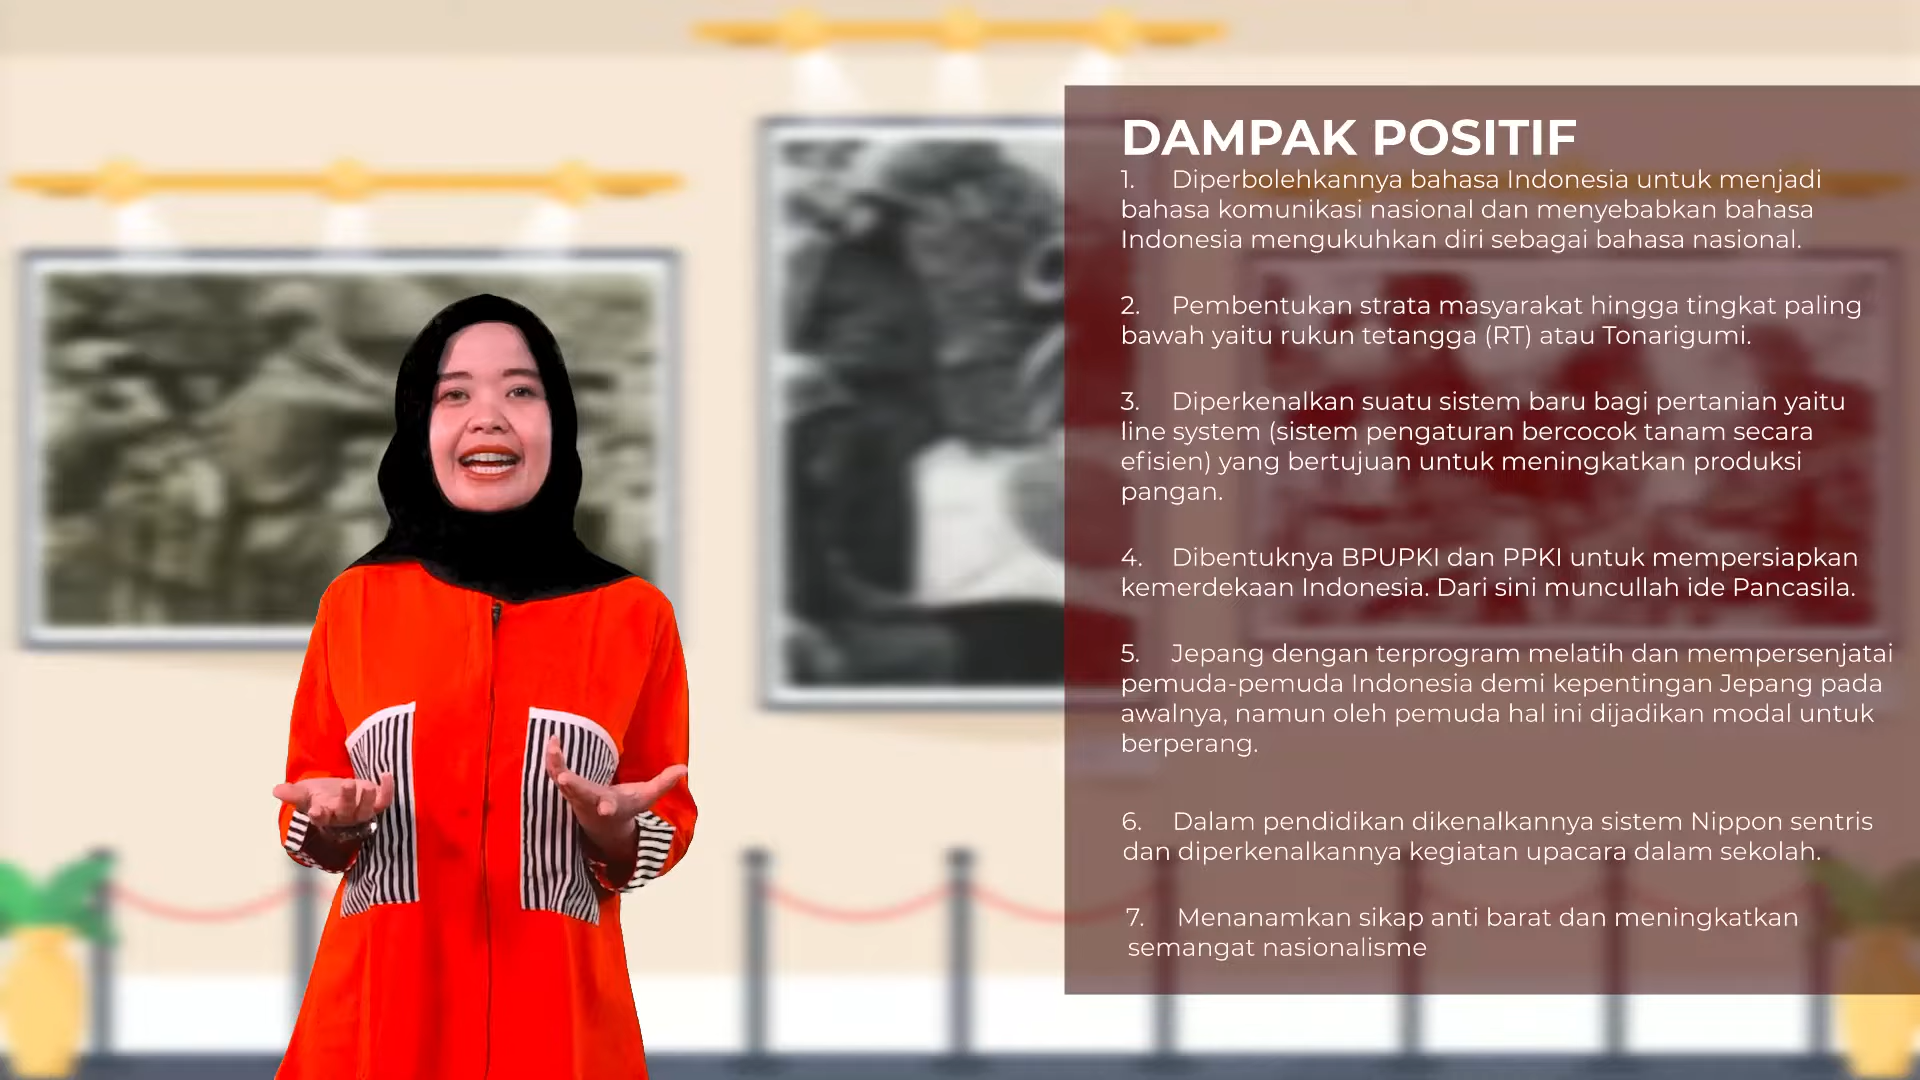 DAMPAK POSITIF
1. Diperbolehkannya bahasa Indonesia untuk menjadi
bahasa komunikasi nasional dan menyebabkan bahasa
Indonesia mengukuhkan diri sebagai bahasa nasional.
2. Pembentukan strata masyarakat hingga tingkat paling
bawah yaitu rukun tetangga (RT) atau Tonarigumi.
3. Diperkenalkan suatu sistem baru bagi pertanian yaitu
line system (sistem pengaturan bercocok tanam secara
efisien) yang bertujuan untuk meningkatkan produksi
pangan.
4. Dibentuknya BPUPKI dan PPKI untuk mempersiapkan
kemerdekaan Indonesia. Dari sini muncullah ide Pancasila.
5. Jepang dengan terprogram melatih dan mempersenjatai
pemuda-pemuda Indonesia demi kepentingan Jepang pada
awalnya, namun oleh pemuda hal ini dijadikan modal untuk
berperang.
6. Dalam pendidikan dikenalkannya sistem Nippon sentris
dan diperkenalkannya kegiatan upacara dalam sekolah.
7. Menanamkan sikap anti barat dan meningkatkan
semangat nasionalisme